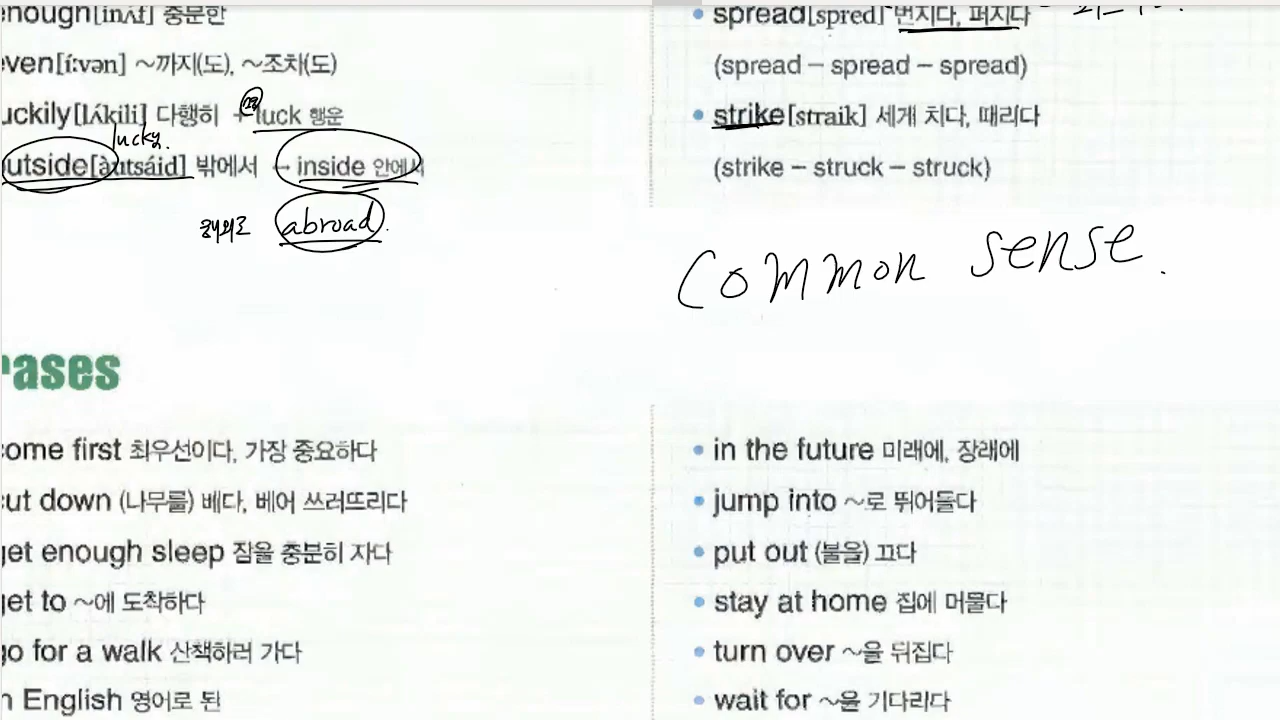 enough[inʌ́f] 충분한
even[íːvən] ～까지(도), ～조차(도)
luckily[lʌ́kili] 다행히 luck 행운
lucky.
outside[àutsáid] 밖에서 inside 안에서
해외로 abroad.
spread[spred] 번지다, 퍼지다
(spread – spread – spread)
strike[straik] 세게 치다, 때리다
(strike – struck – struck)
common sense.
rases
come first 최우선이다, 가장 중요하다
cut down (나무를) 베다, 베어 쓰러뜨리다
get enough sleep 잠을 충분히 자다
get to ～에 도착하다
go for a walk 산책하러 가다
n English 영어로 된
in the future 미래에, 장래에
jump into ～로 뛰어들다
put out (불을) 끄다
stay at home 집에 머물다
turn over ～을 뒤집다
wait for ～을 기다리다